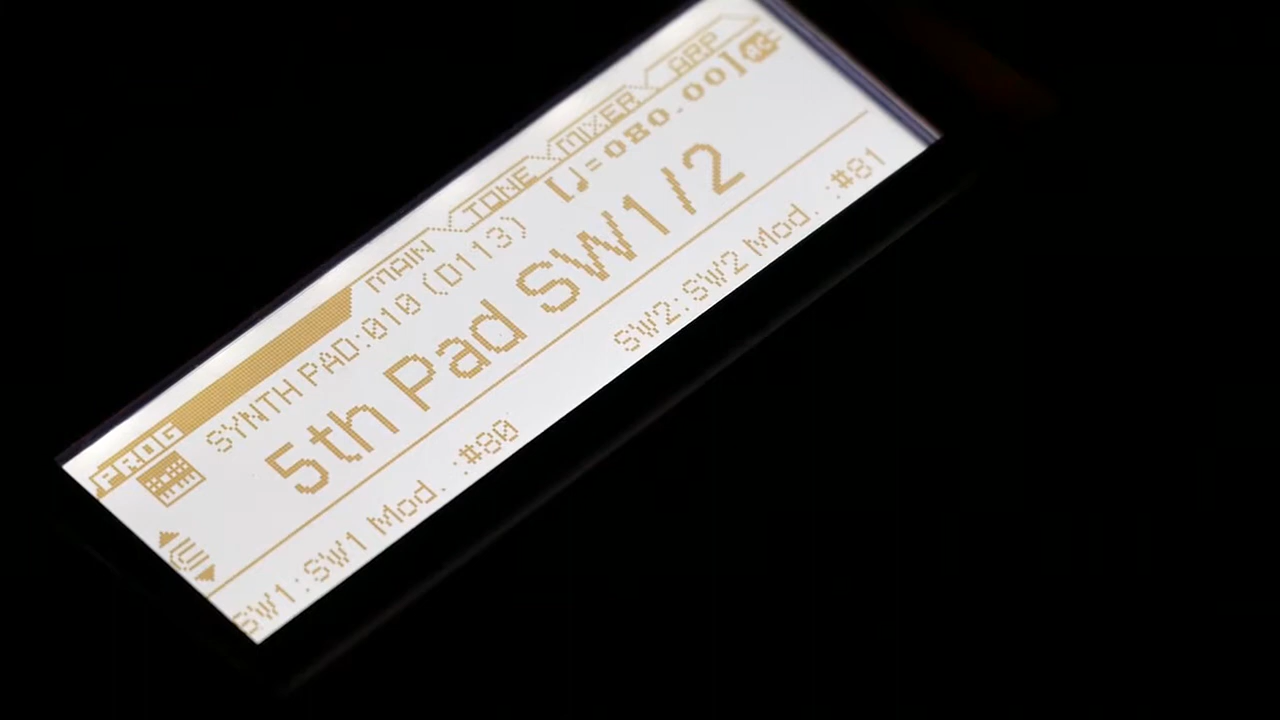 PROG MAIN TONE MIXER ARP
SYNTH PAD:010 (D113) [♩=080.00]
5th Pad SW1/2
SW1:SW1 Mod. :#80 SW2:SW2 Mod. :#81